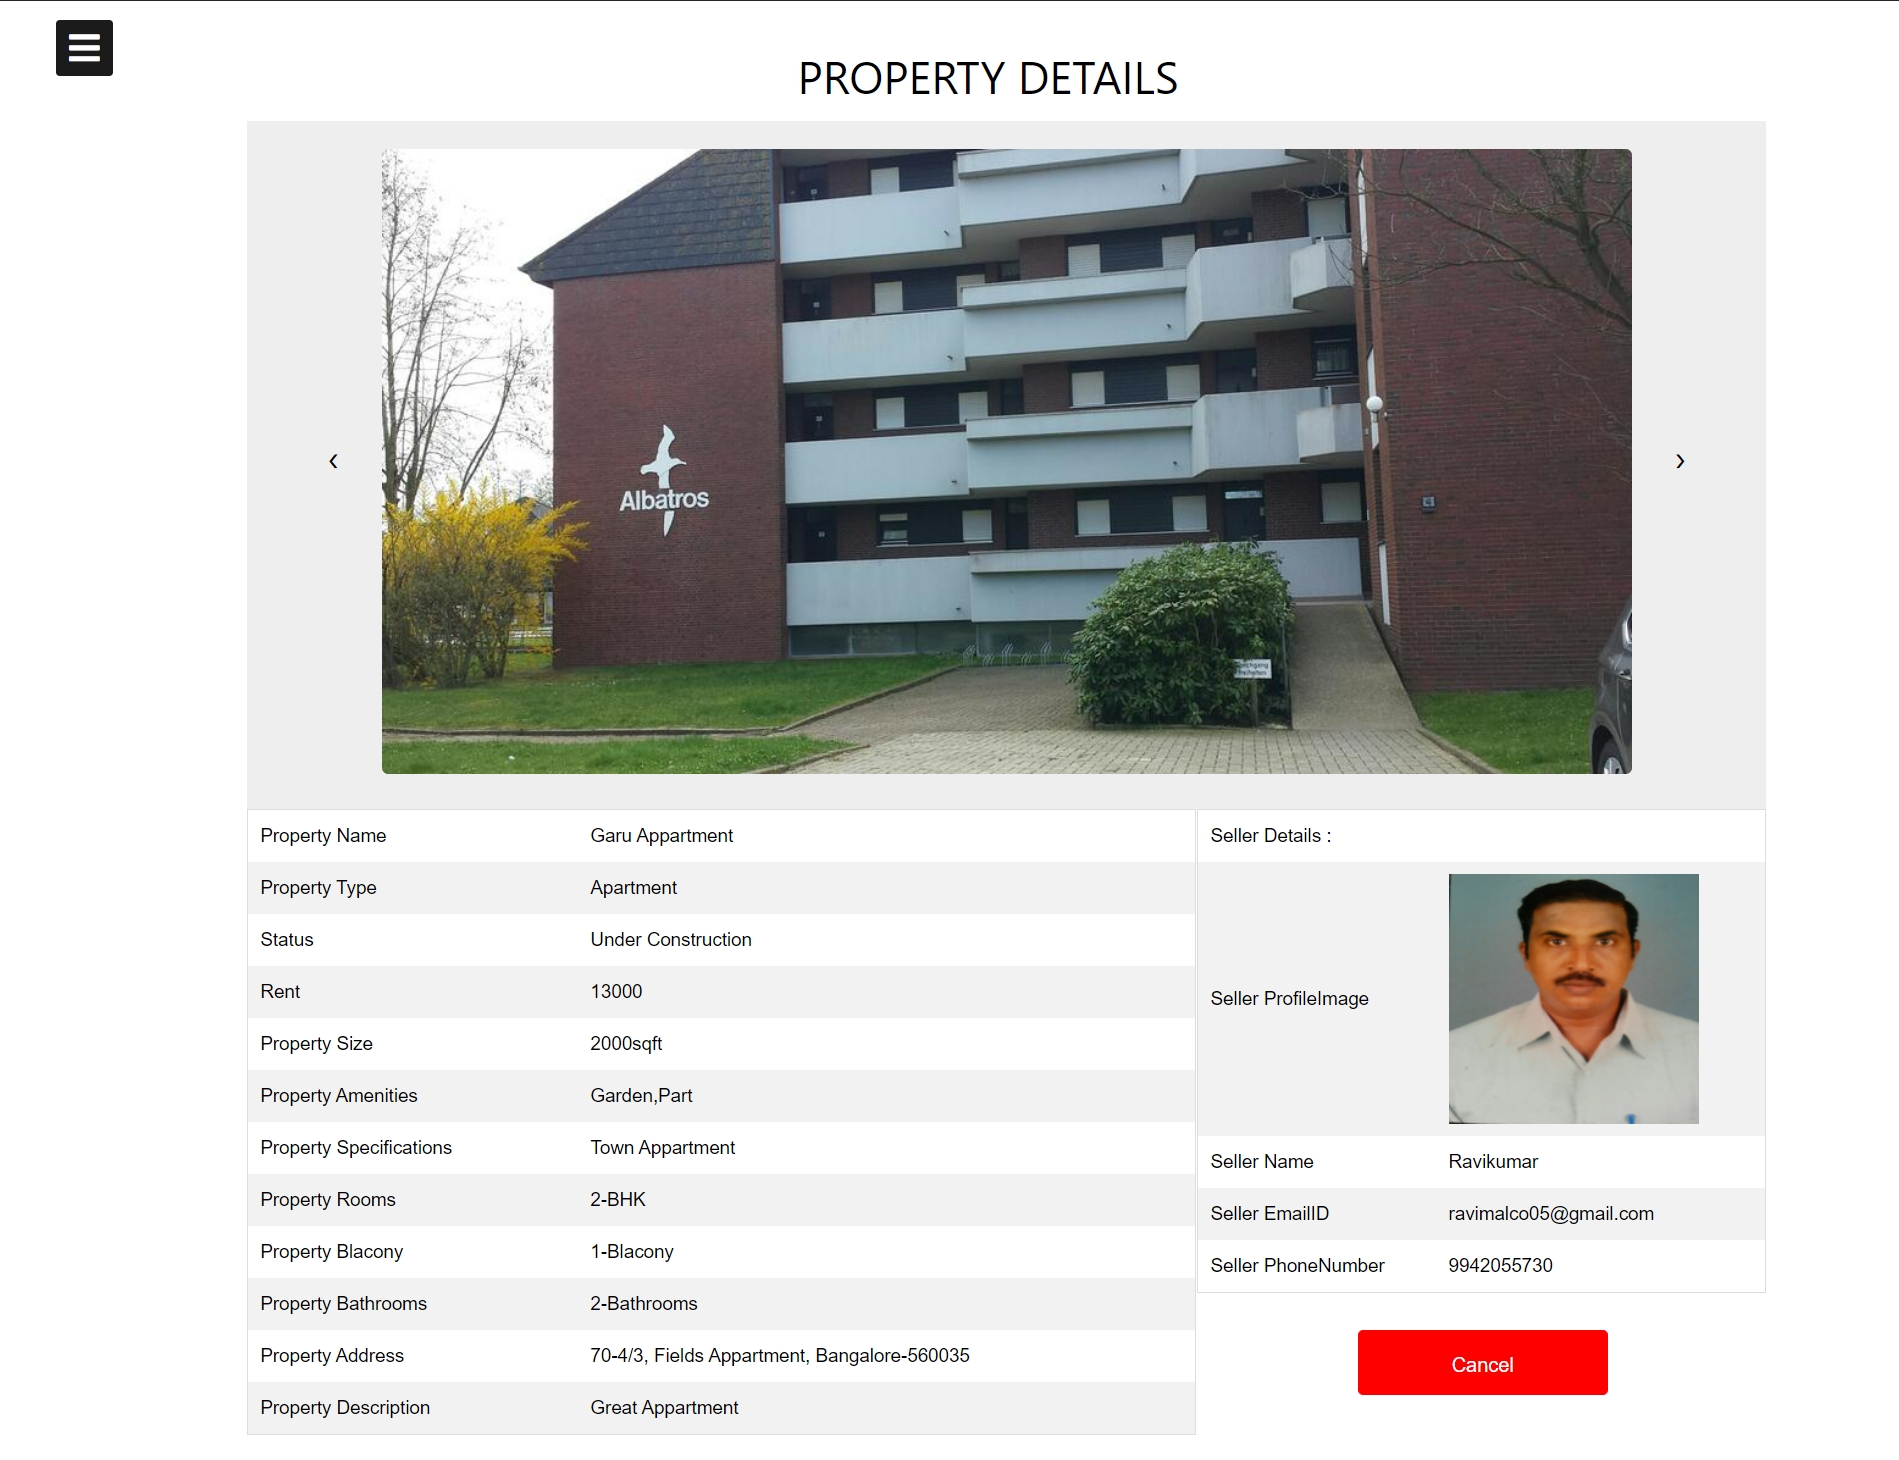 PROPERTY DETAILS
‹
›
Albatros
Property Name Garu Appartment
Property Type Apartment
Status Under Construction
Rent 13000
Property Size 2000sqft
Property Amenities Garden,Part
Property Specifications Town Appartment
Property Rooms 2-BHK
Property Blacony 1-Blacony
Property Bathrooms 2-Bathrooms
Property Address 70-4/3, Fields Appartment, Bangalore-560035
Property Description Great Appartment
Seller Details :
Seller ProfileImage
Seller Name Ravikumar
Seller EmailID ravimalco05@gmail.com
Seller PhoneNumber 9942055730
Cancel